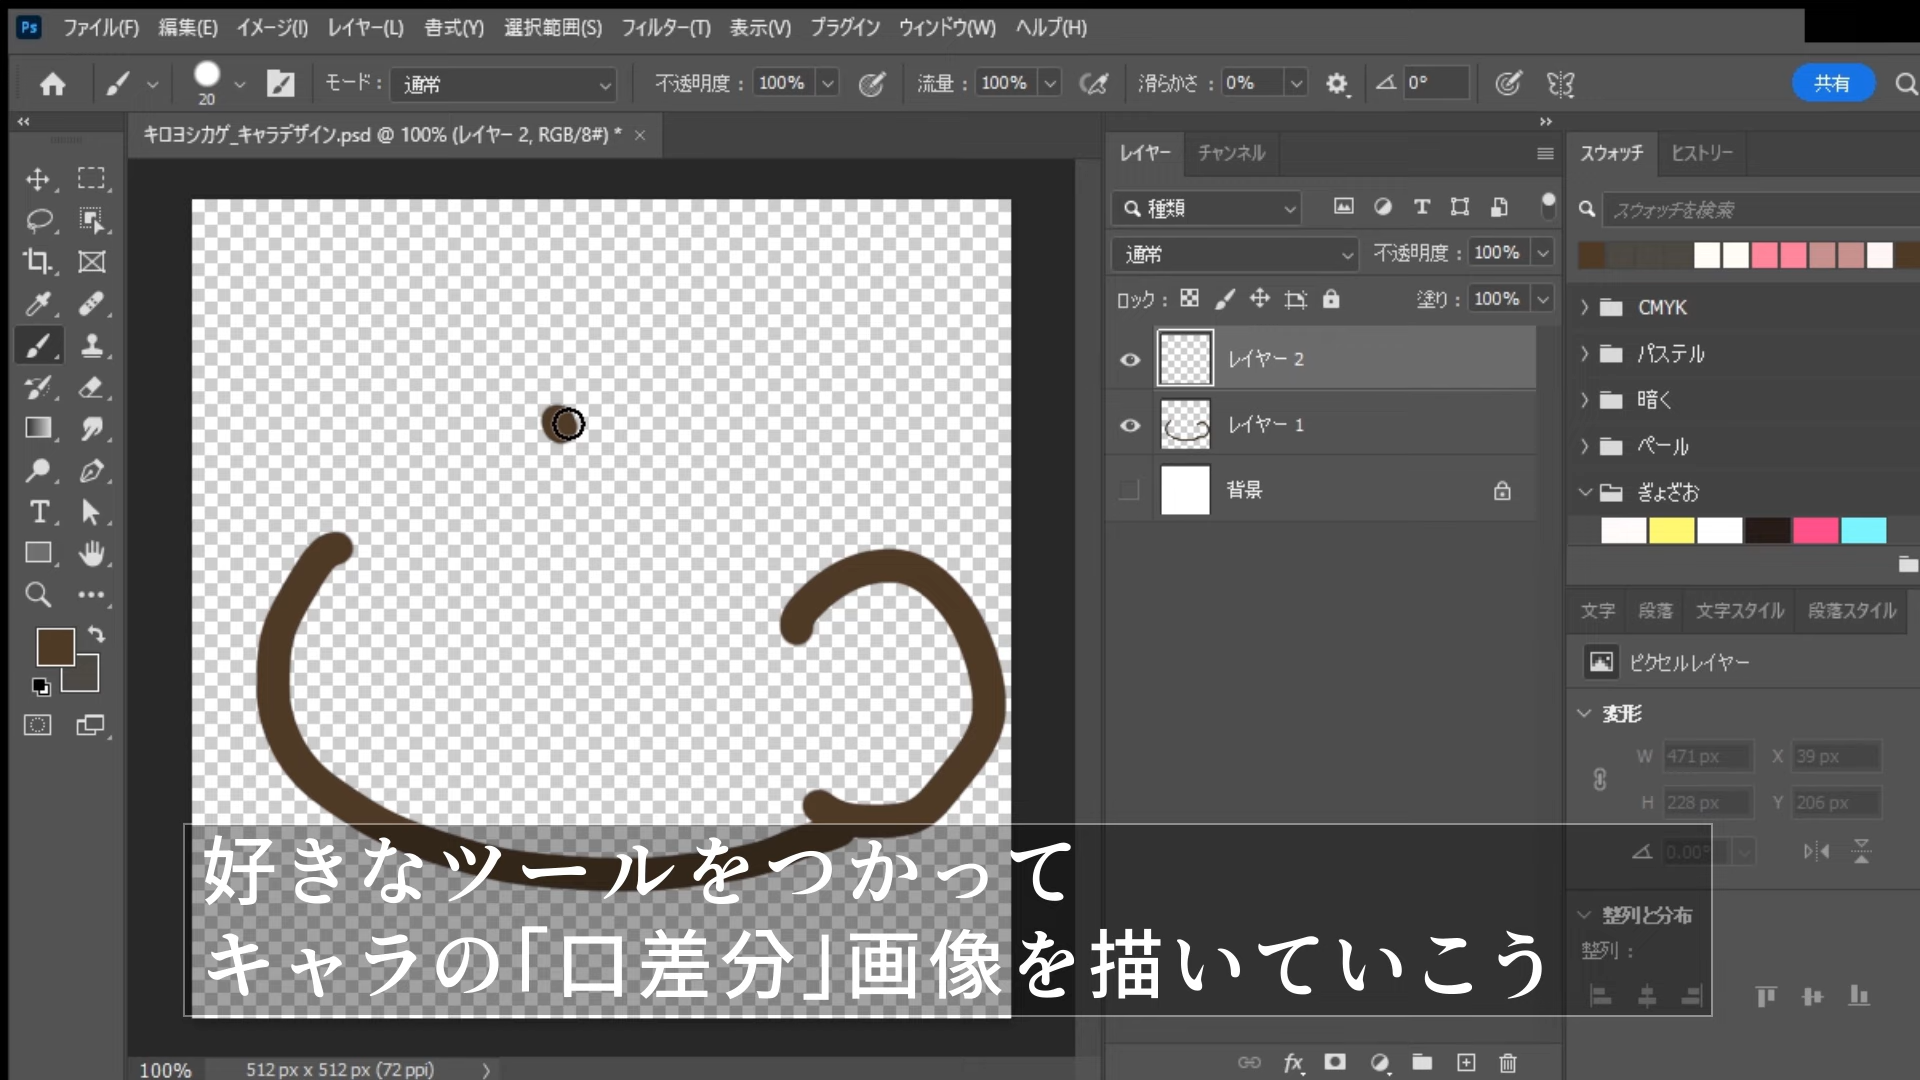 Ps ファイル(F) 編集(E) イメージ(I) レイヤー(L) 書式(Y) 選択範囲(S) フィルター(T) 表示(V) プラグイン ウィンドウ(W) ヘルプ(H)
20 モード： 通常 不透明度： 100% 流量： 100% 滑らかさ： 0% 0° 共有
キロヨシカゲ_キャラデザイン.psd @ 100% (レイヤー 2, RGB/8#) *
レイヤー チャンネル
種類
通常 不透明度： 100%
ロック： 塗り： 100%
レイヤー 2
レイヤー 1
背景
スウォッチ ヒストリー
スウォッチを検索
CMYK
パステル
暗く
ペール
ぎょざお
文字 段落 文字スタイル 段落スタイル
ピクセルレイヤー
変形
W 471 px X 39 px
H 228 px Y 206 px
0.00°
整列と分布
整列：
好きなツールをつかって
キャラの「口差分」画像を描いていこう
100% 512 px x 512 px (72 ppi)
fx